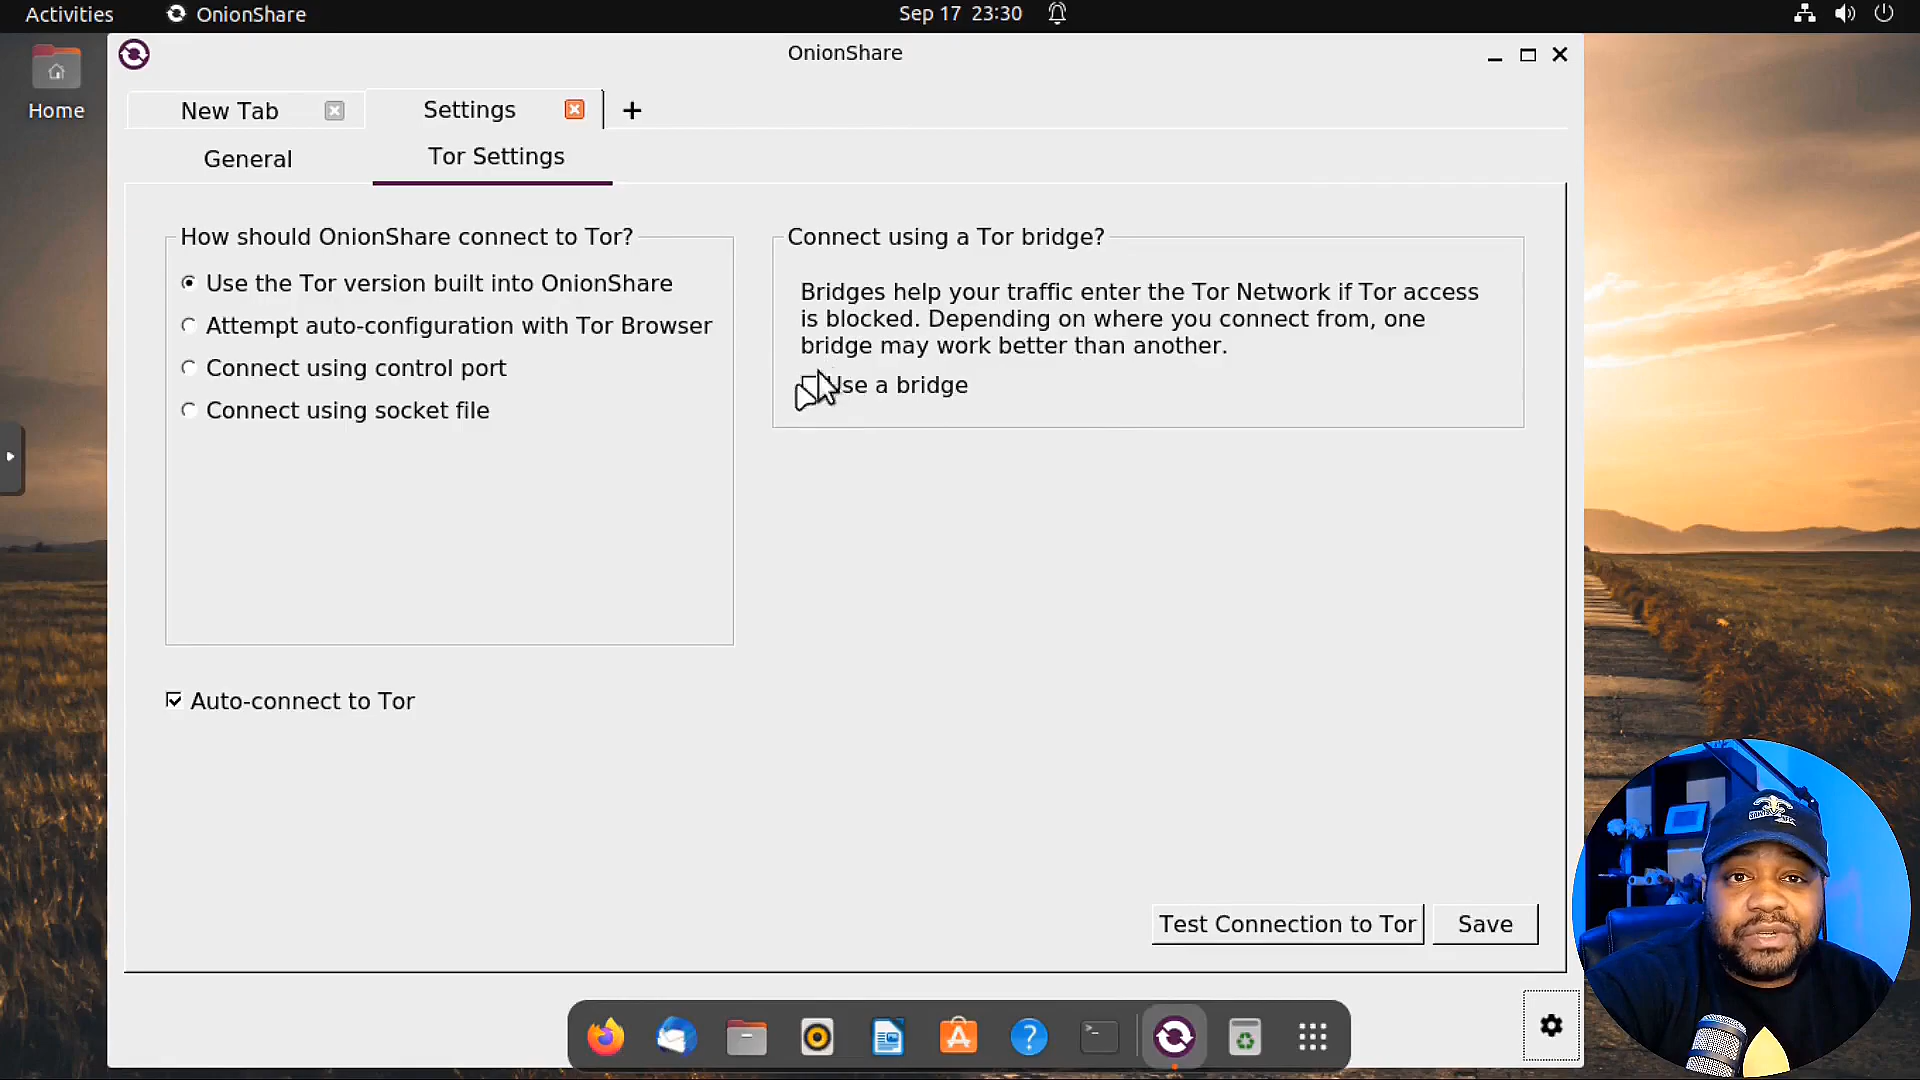 Activities
OnionShare
Sep 17 23:30
Home
OnionShare
New Tab
Settings
General
Tor Settings
How should OnionShare connect to Tor?
Use the Tor version built into OnionShare
Attempt auto-configuration with Tor Browser
Connect using control port
Connect using socket file
Connect using a Tor bridge?
Bridges help your traffic enter the Tor Network if Tor access
is blocked. Depending on where you connect from, one
bridge may work better than another.
Use a bridge
Auto-connect to Tor
Test Connection to Tor
Save